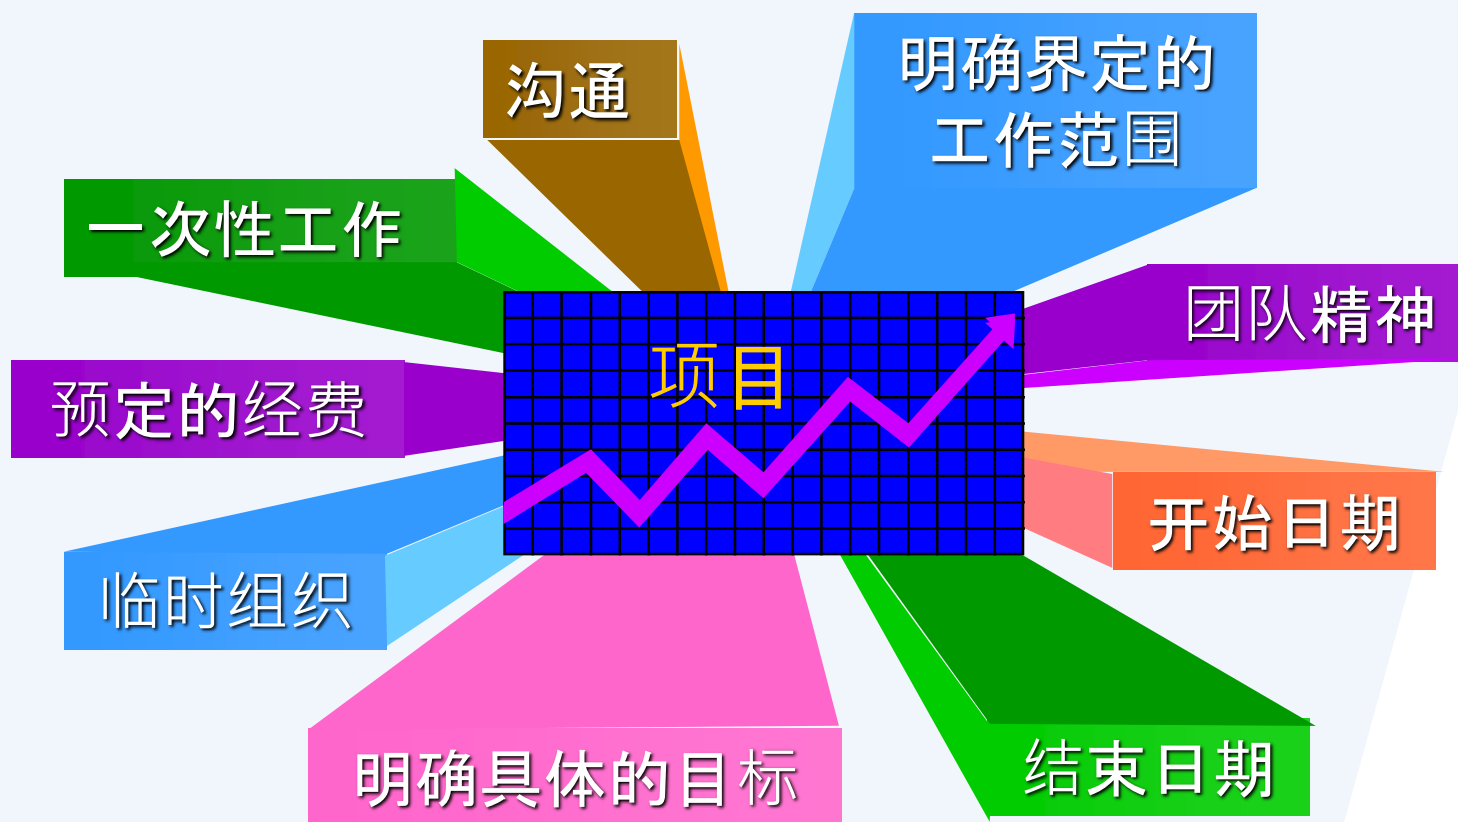 沟通
明确界定的
工作范围
一次性工作
团队精神
项目
预定的经费
开始日期
临时组织
结束日期
明确具体的目标